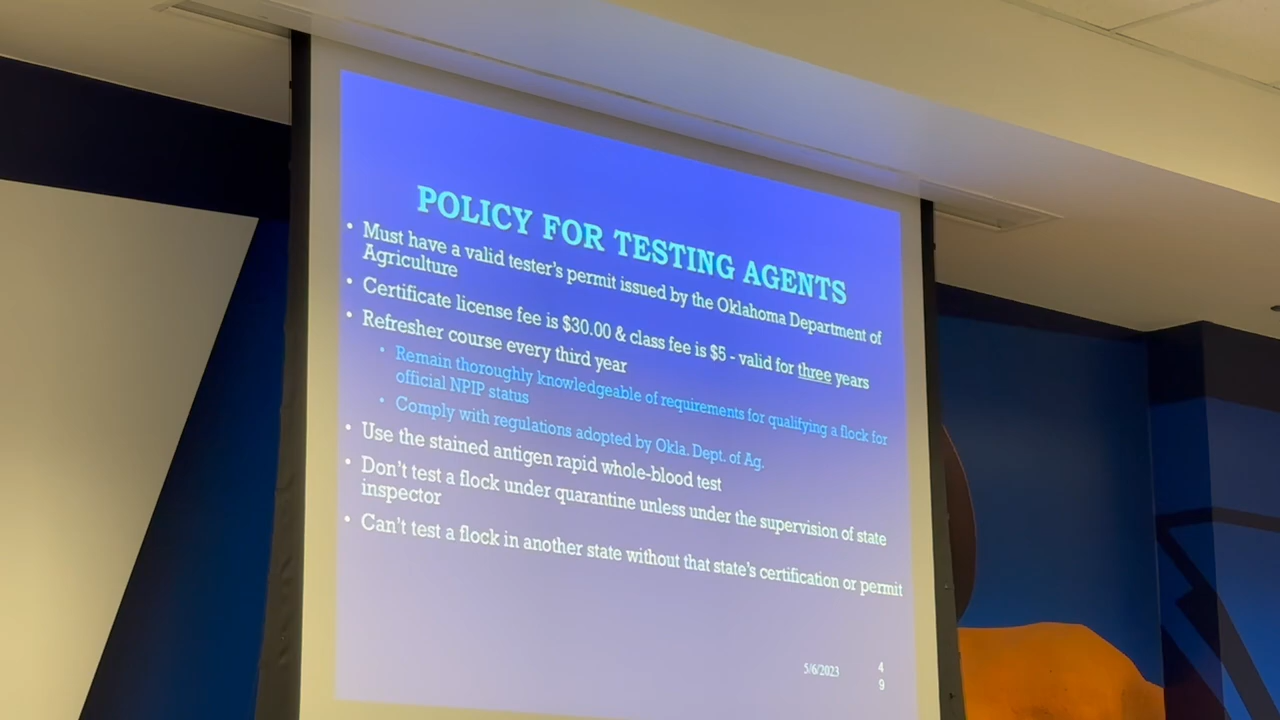 POLICY FOR TESTING AGENTS
• Must have a valid tester's permit issued by the Oklahoma Department of
Agriculture
• Certificate license fee is $30.00 & class fee is $5 - valid for three years
• Refresher course every third year
• Remain thoroughly knowledgeable of requirements for qualifying a flock for
official NPIP status
• Comply with regulations adopted by Okla. Dept. of Ag.
• Use the stained antigen rapid whole-blood test
• Don't test a flock under quarantine unless under the supervision of state
inspector
• Can't test a flock in another state without that state's certification or permit
5/6/2023
4
9